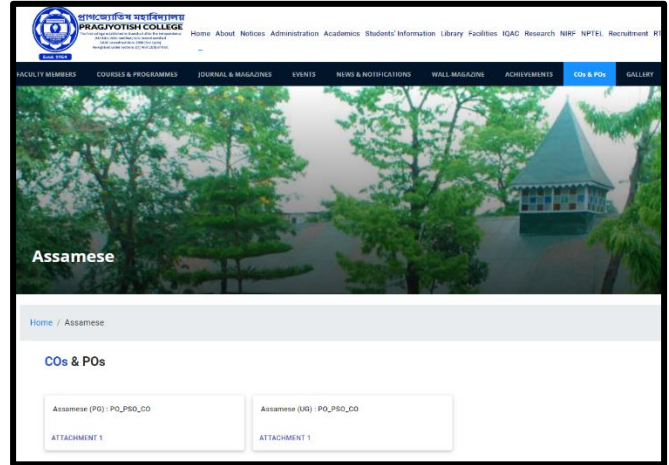 প্রাগজ্যোতিষ মহাবিদ্যালয়
PRAGJYOTISH COLLEGE
Home About Notices Administration Academics Students' Information Library Facilities IQAC Research NIRF NPTEL Recruitment
Estd. 1954
FACULTY MEMBERS COURSES & PROGRAMMES JOURNAL & MAGAZINES EVENTS NEWS & NOTIFICATIONS WALL-MAGAZINE ACHIEVEMENTS COs & POs GALLERY
Assamese
Home / Assamese
COs & POs
Assamese (PG) : PO_PSO_CO
Assamese (UG) : PO_PSO_CO
ATTACHMENT 1
ATTACHMENT 1